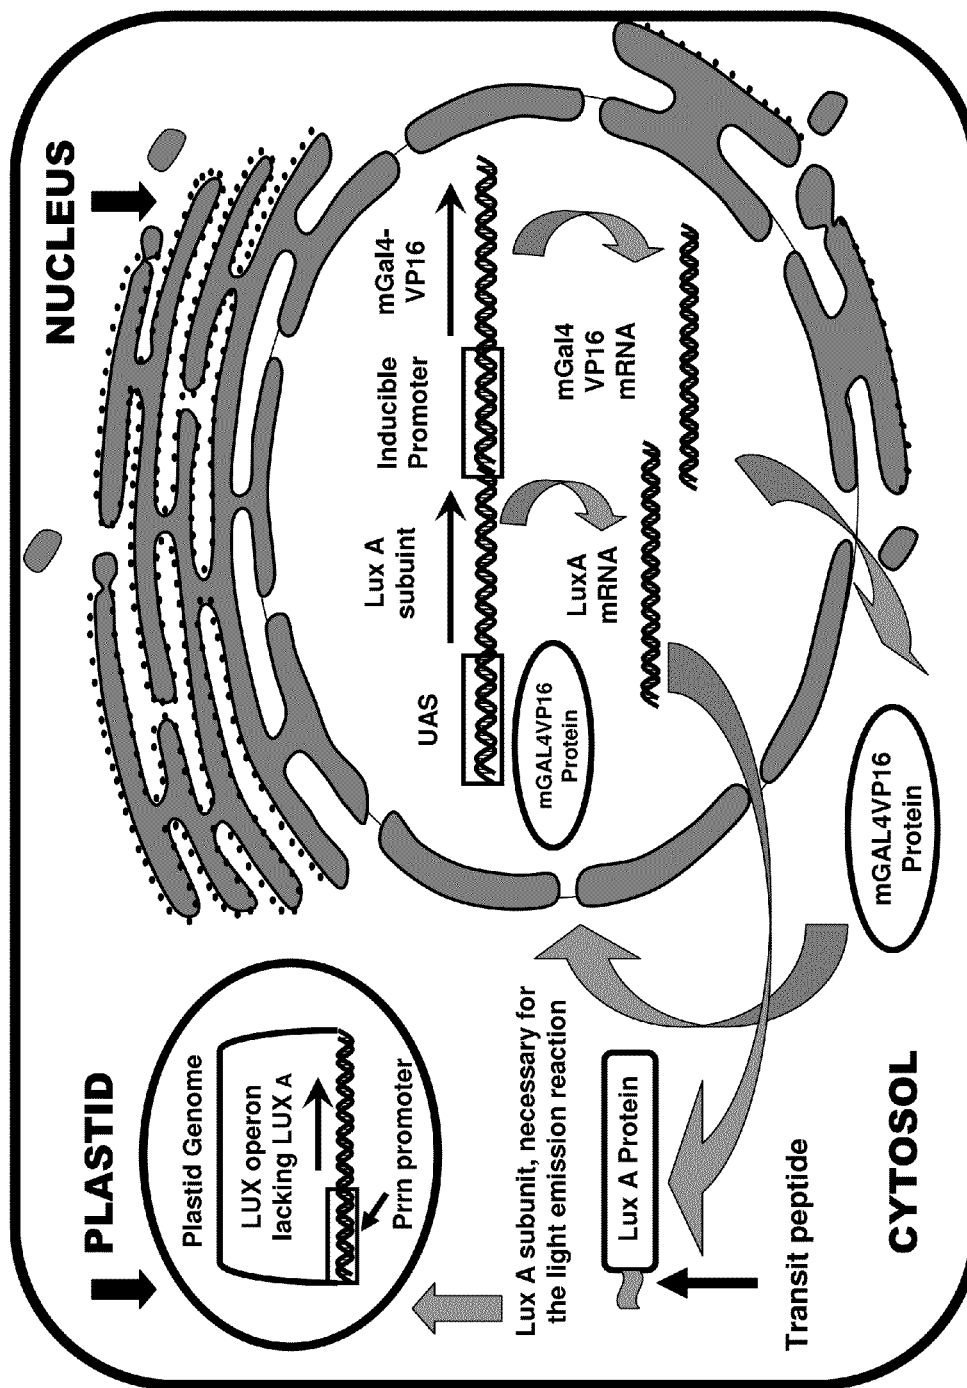 PLASTID
Plastid Genome
LUX operon
lacking LUX A
Prrn promoter
Lux A subunit, necessary for
the light emission reaction
Lux A Protein
Transit peptide
CYTOSOL
NUCLEUS
UAS
Lux A
subuint
Inducible
Promoter
mGal4-
VP16
mGAL4VP16
Protein
LuxA
mRNA
mGal4
VP16
mRNA
mGAL4VP16
Protein